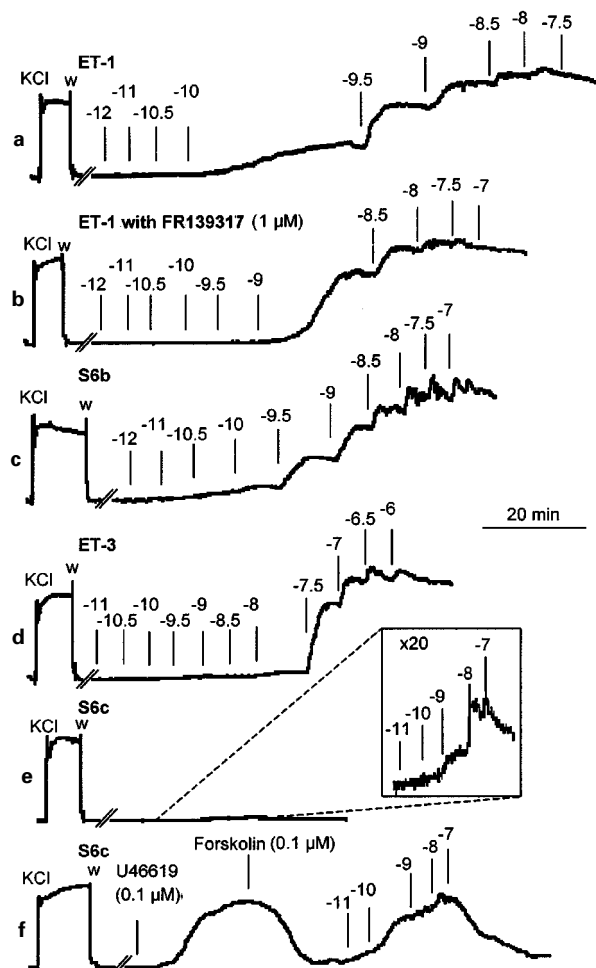 ET-1
KCl w
-12 -11 -10.5 -10 -9.5 -9 -8.5 -8 -7.5
a
ET-1 with FR139317 (1 µM)
KCl w
-12 -11 -10.5 -10 -9.5 -9 -8.5 -8 -7.5 -7
b
S6b
KCl w
-12 -11 -10.5 -10 -9.5 -9 -8.5 -8 -7.5 -7
c
20 min
ET-3
KCl w
-11 -10.5 -10 -9.5 -9 -8.5 -8 -7.5 -7 -6.5 -6
d
x20
-11 -10 -9 -8 -7
S6c
KCl w
e
S6c
KCl w
U46619
(0.1 µM)
Forskolin (0.1 µM)
-11 -10 -9 -8 -7
f